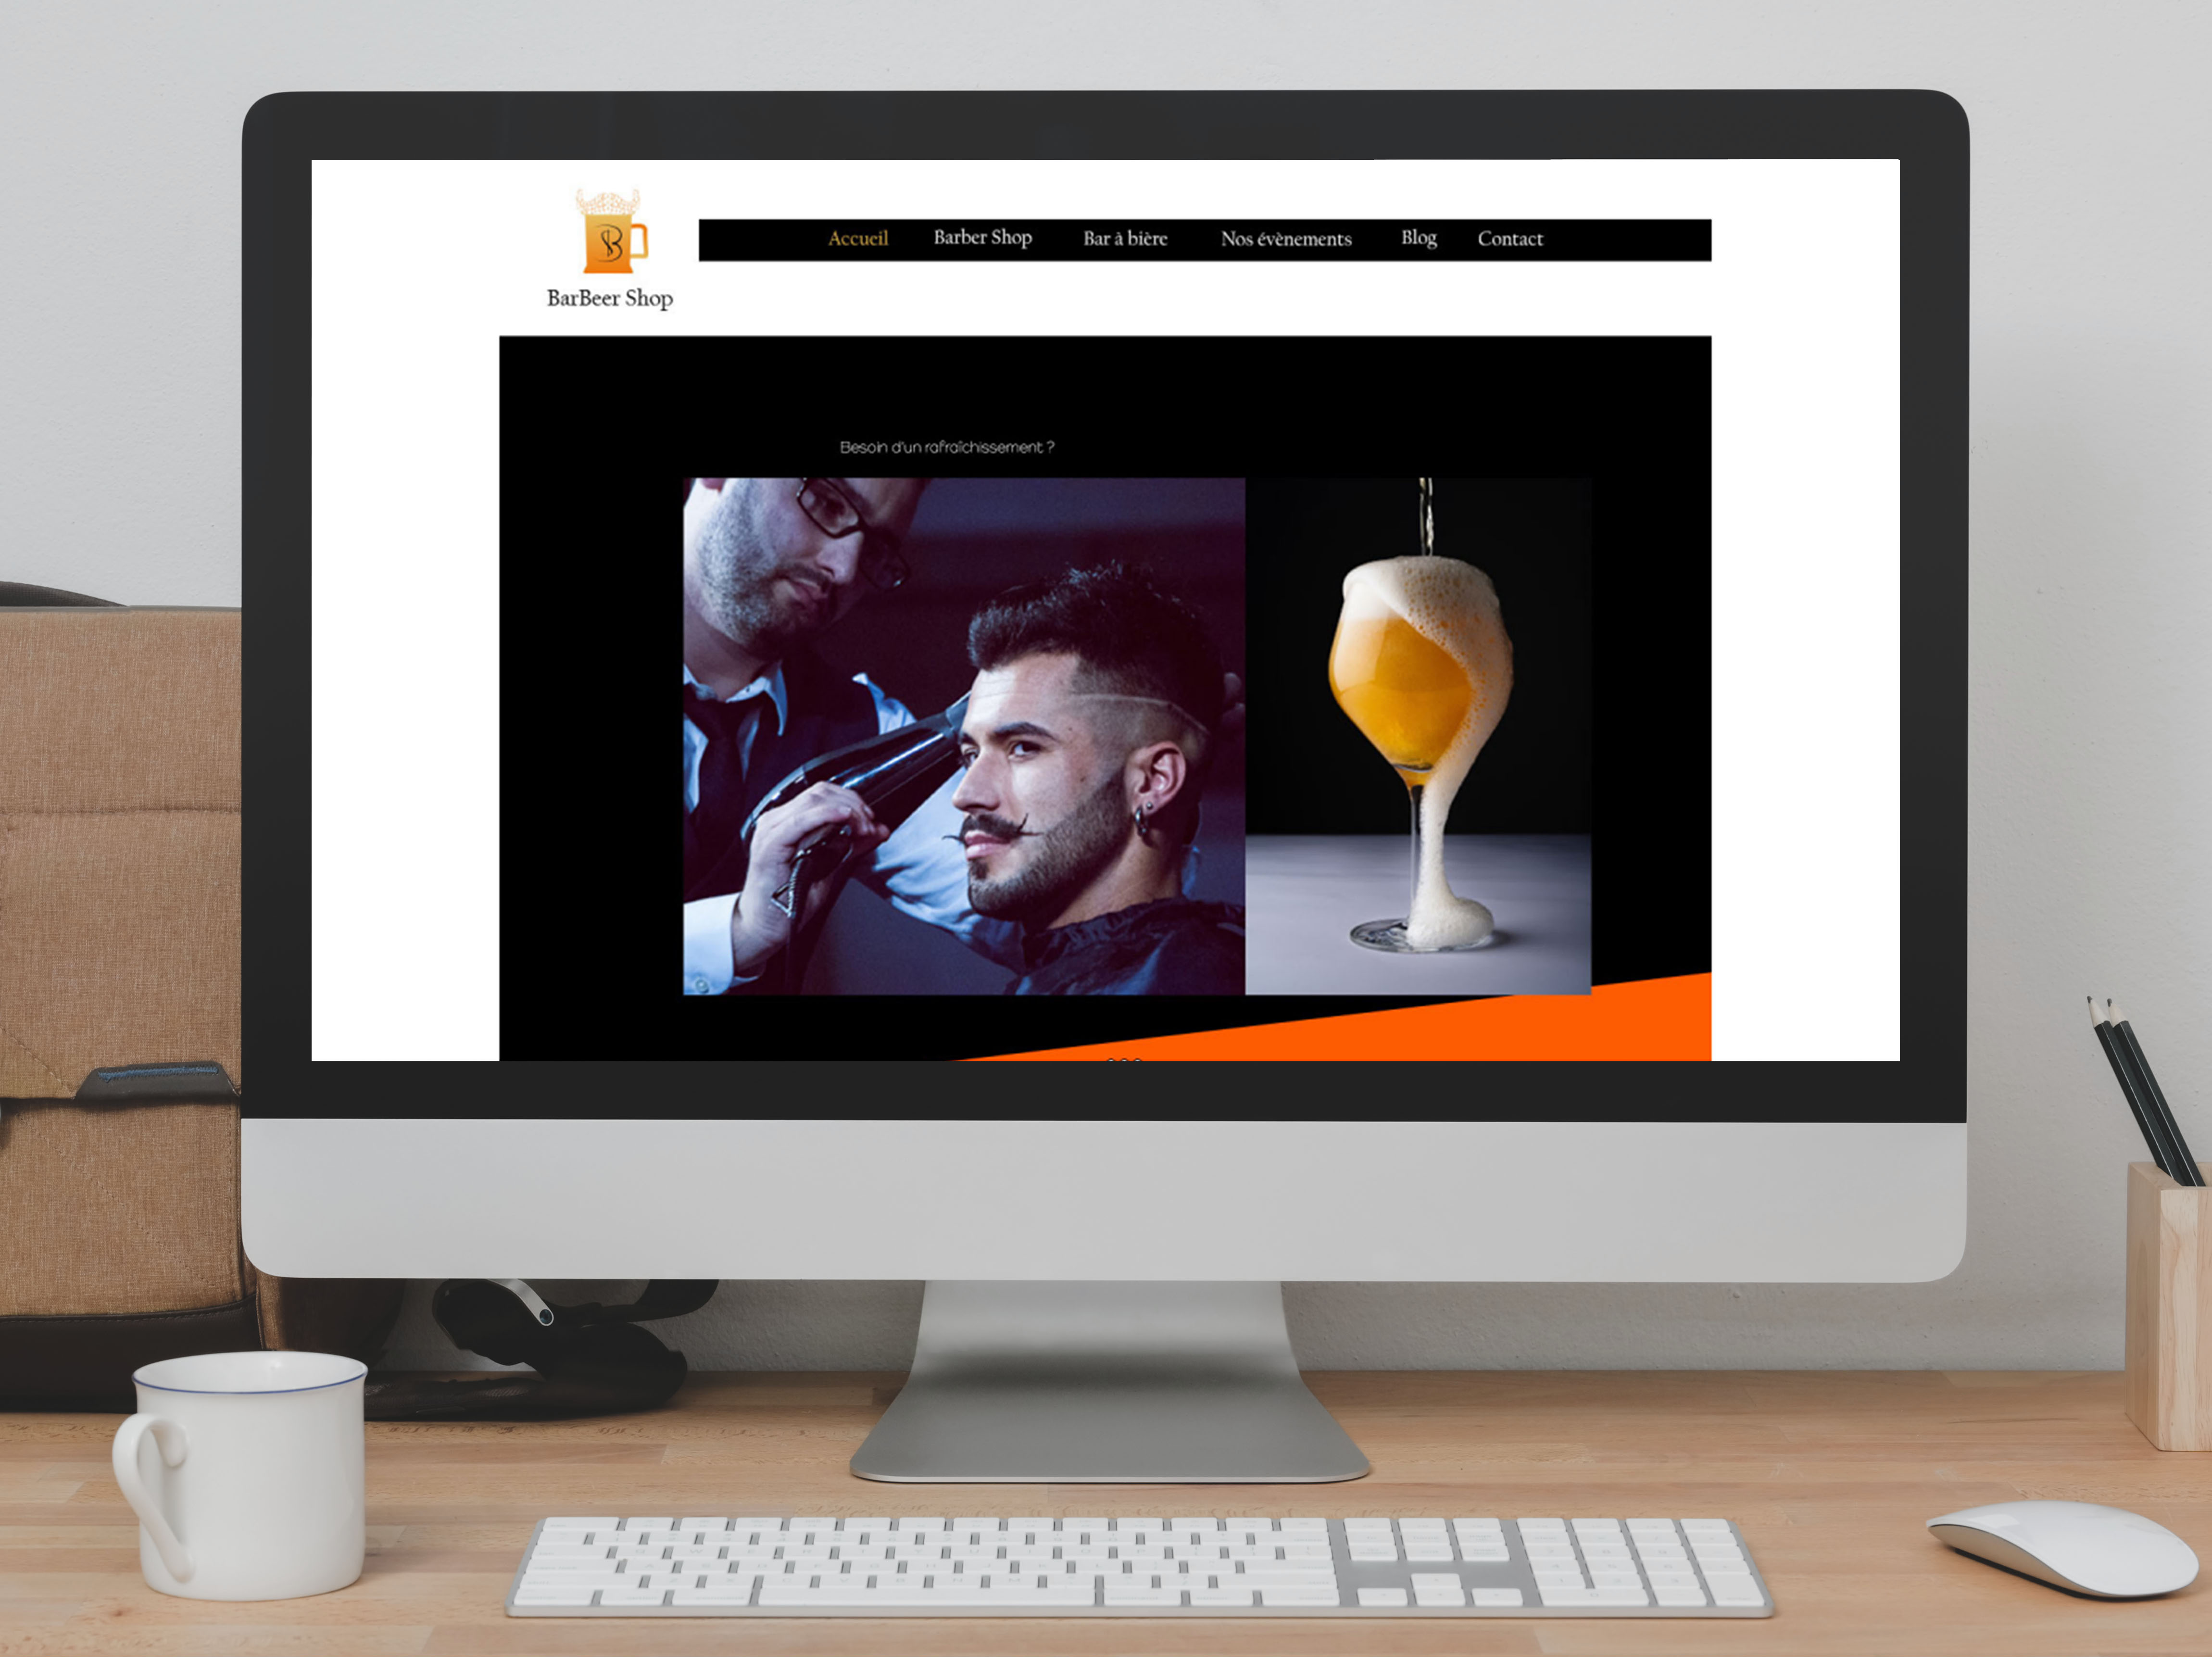 B
Accueil Barber Shop Bar à bière Nos évènements Blog Contact
BarBeer Shop
Besoin d'un rafraîchissement ?